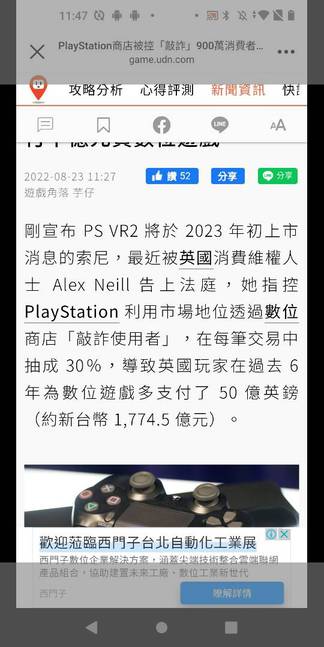 11:47
PlayStation商店被控「敲詐」900萬消費者...
game.udn.com
攻略分析 心得評測 新聞資訊 快訊
LINE AA
2022-08-23 11:27
讚 52 分享 分享
遊戲角落 芋仔
剛宣布 PS VR2 將於 2023 年初上市
消息的索尼，最近被英國消費維權人
士 Alex Neill 告上法庭，她指控
PlayStation 利用市場地位透過數位
商店「敲詐使用者」，在每筆交易中
抽成 30%，導致英國玩家在過去 6
年為數位遊戲多支付了 50 億英鎊
（約新台幣 1,774.5 億元）。
歡迎蒞臨西門子台北自動化工業展
西門子數位企業解決方案，涵蓋尖端技術整合雲端聯網
產品組合，協助建置未來工廠、數位工業新世代
西門子
瞭解詳情